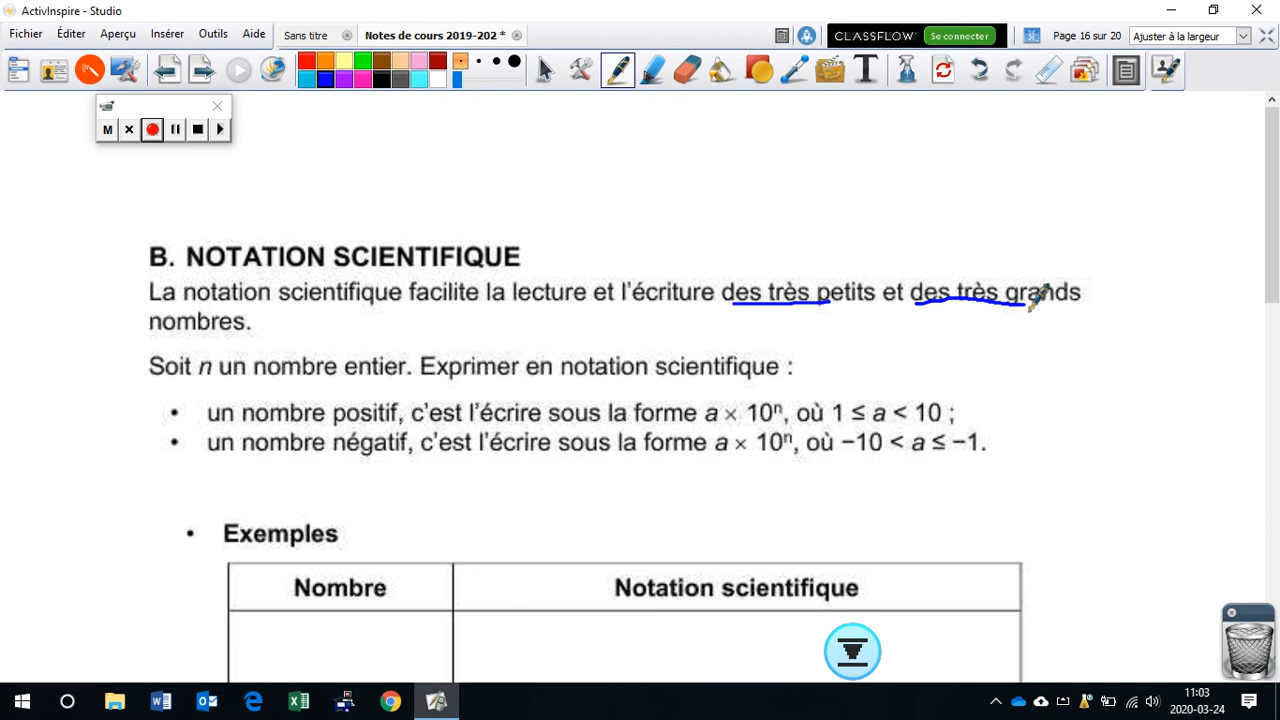 ActivInspire - Studio
Fichier Éditer Aperçu Insérer Outils Aide
Sans titre
Notes de cours 2019-202 *
CLASSFLOW Se connecter
Page 16 sur 20
Ajuster à la largeur
M
B. NOTATION SCIENTIFIQUE
La notation scientifique facilite la lecture et l'écriture des très petits et des très grands
nombres.
Soit n un nombre entier. Exprimer en notation scientifique :
• un nombre positif, c'est l'écrire sous la forme a × 10ⁿ, où 1 ≤ a < 10 ;
• un nombre négatif, c'est l'écrire sous la forme a × 10ⁿ, où −10 < a ≤ −1.
• Exemples
Nombre Notation scientifique
11:03
2020-03-24